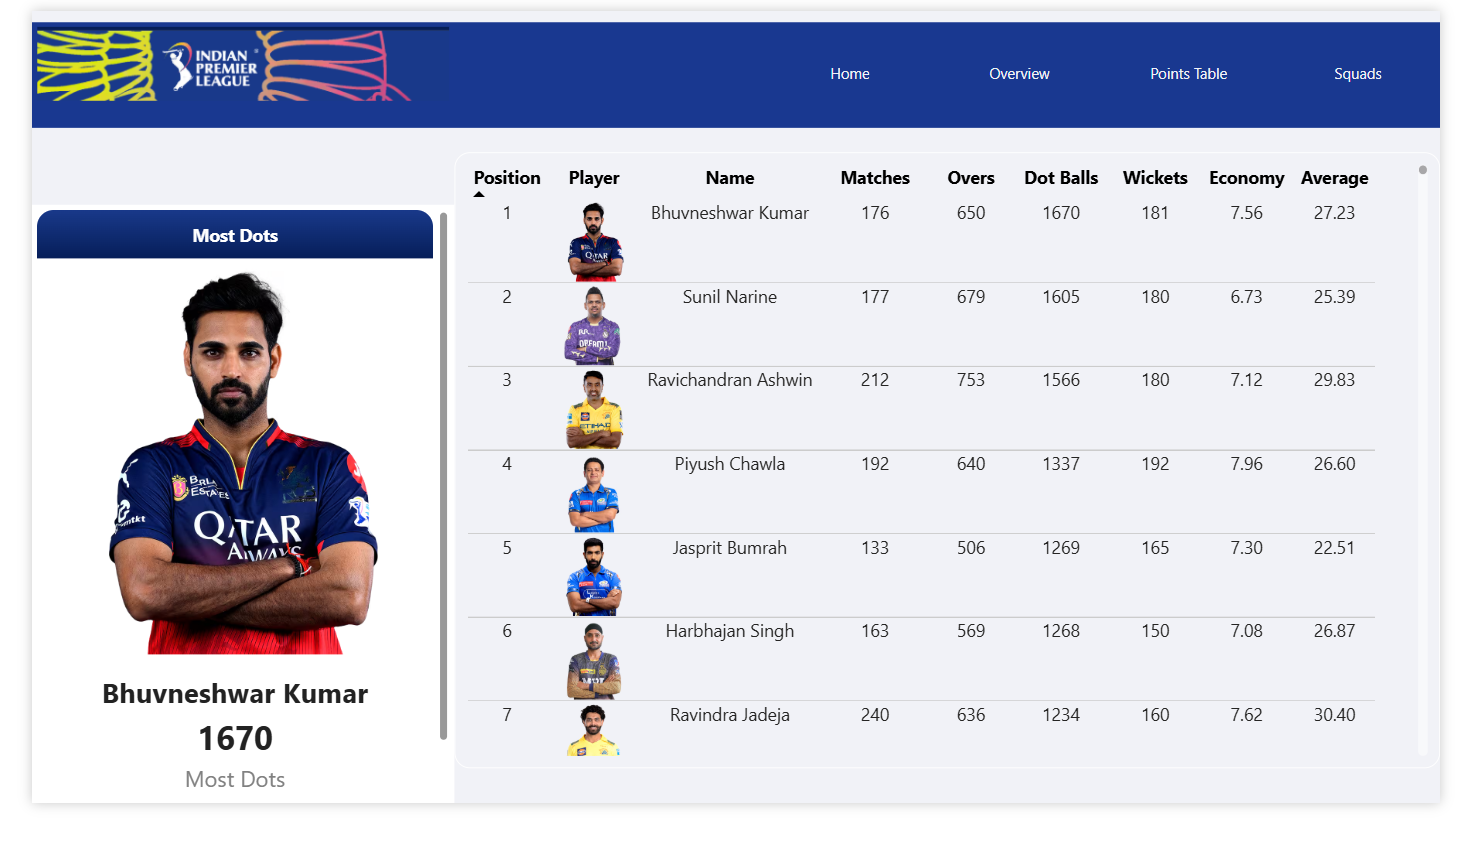 INDIAN
PREMIER
LEAGUE
Home Overview Points Table Squads
Most Dots
QATAR
AIRWAYS
Bhuvneshwar Kumar
1670
Most Dots
Position Player Name Matches Overs Dot Balls Wickets Economy Average
1 Bhuvneshwar Kumar 176 650 1670 181 7.56 27.23
2 Sunil Narine 177 679 1605 180 6.73 25.39
3 Ravichandran Ashwin 212 753 1566 180 7.12 29.83
4 Piyush Chawla 192 640 1337 192 7.96 26.60
5 Jasprit Bumrah 133 506 1269 165 7.30 22.51
6 Harbhajan Singh 163 569 1268 150 7.08 26.87
7 Ravindra Jadeja 240 636 1234 160 7.62 30.40